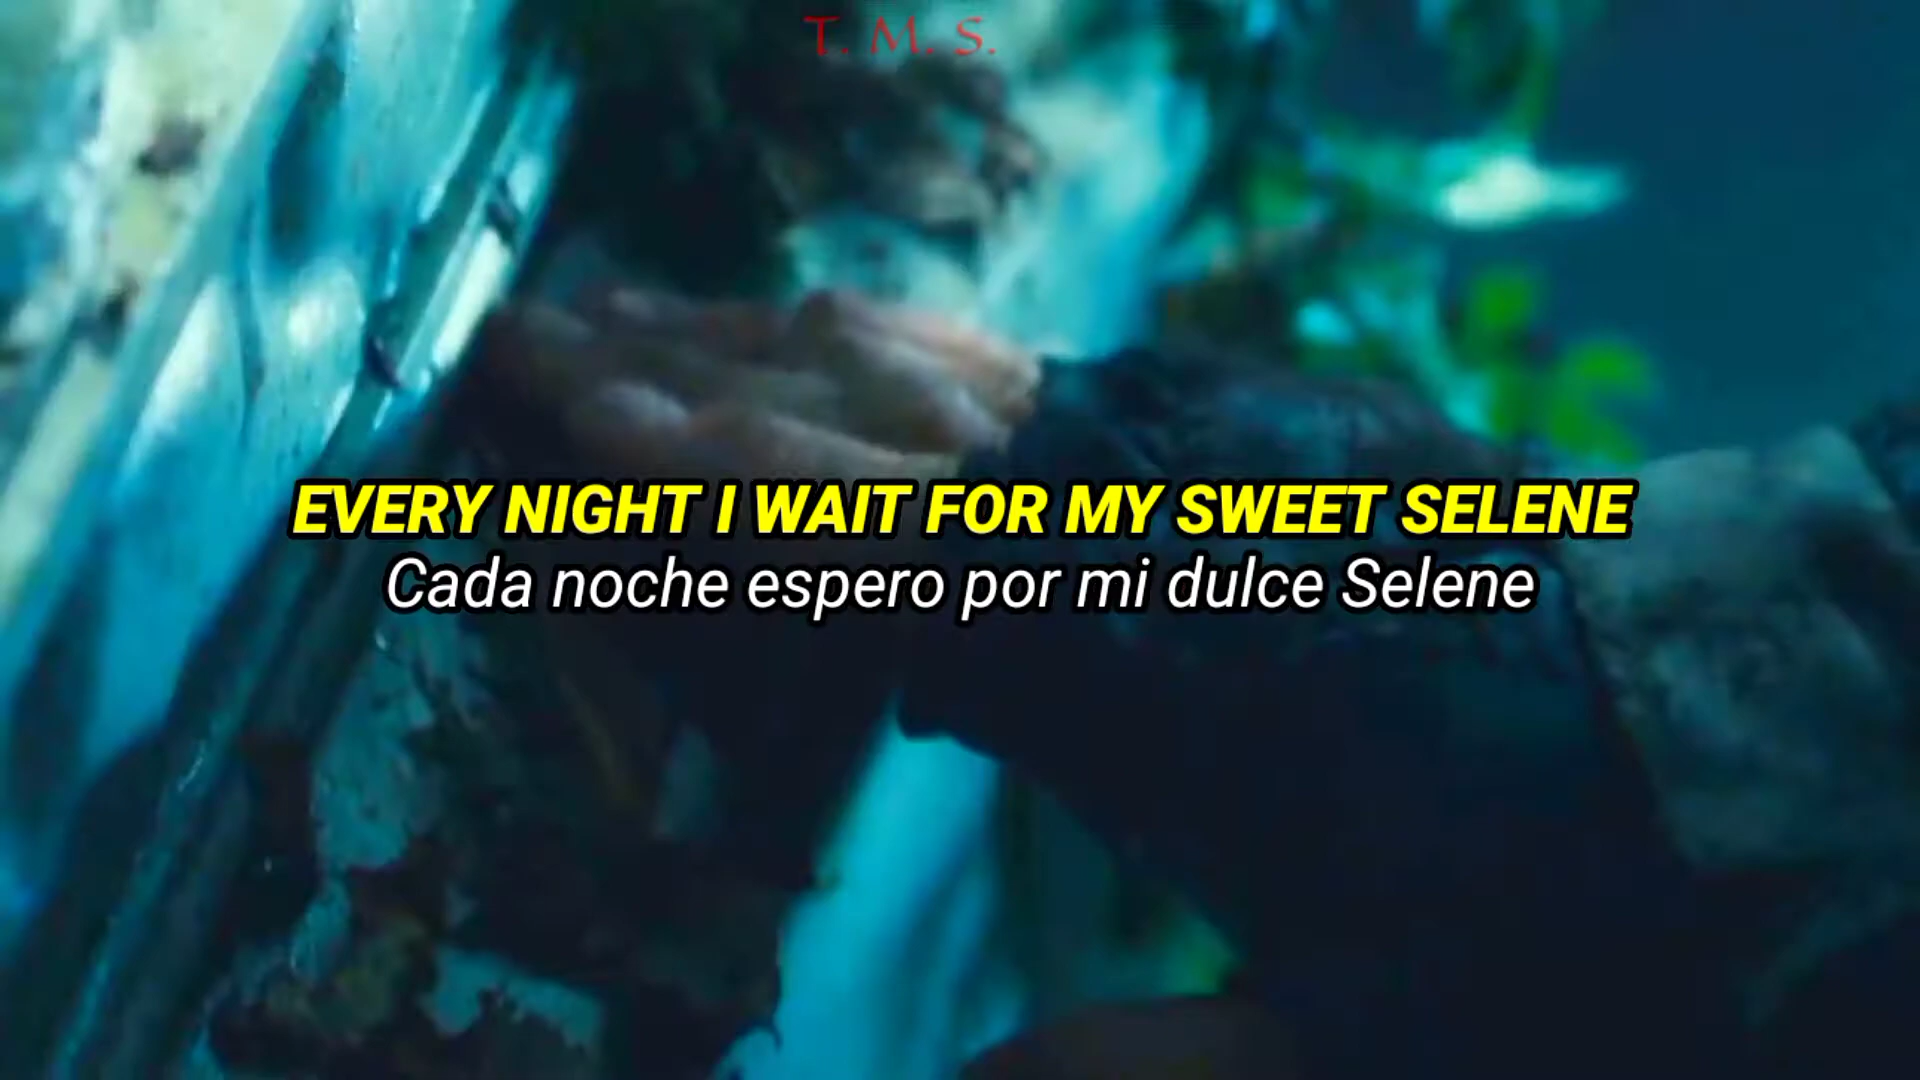 T. M. S.
EVERY NIGHT I WAIT FOR MY SWEET SELENE
Cada noche espero por mi dulce Selene